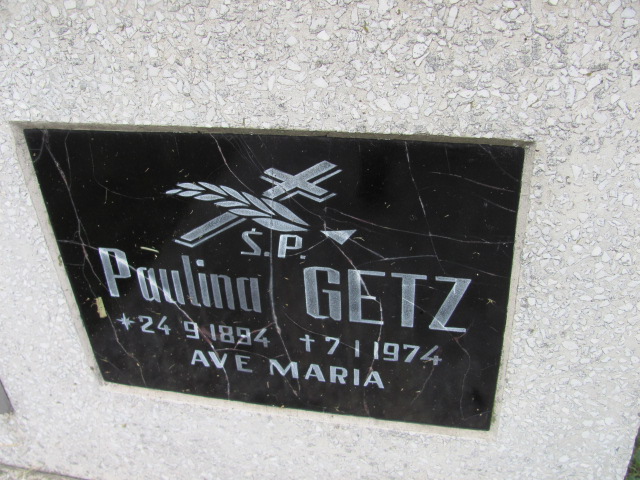 Ś.P.
Paulina GETZ
*24 9 1894 †7 1 1974
AVE MARIA